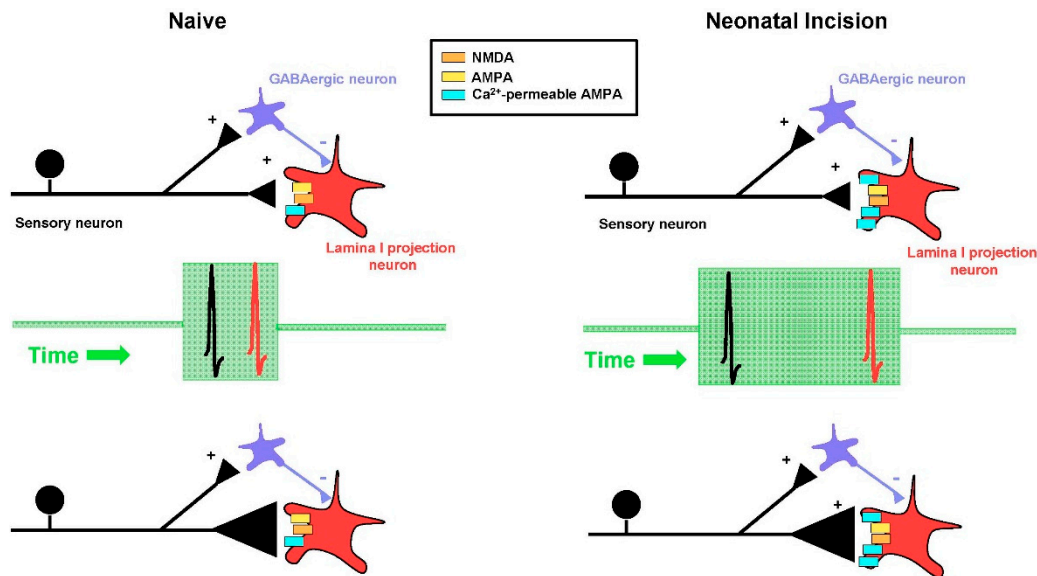 Naive
Neonatal Incision
NMDA
AMPA
Ca²⁺-permeable AMPA
GABAergic neuron
+
-
+
Sensory neuron
Lamina I projection
neuron
GABAergic neuron
+
-
+
Sensory neuron
Lamina I projection
neuron
Time
Time
+
-
+
-
+